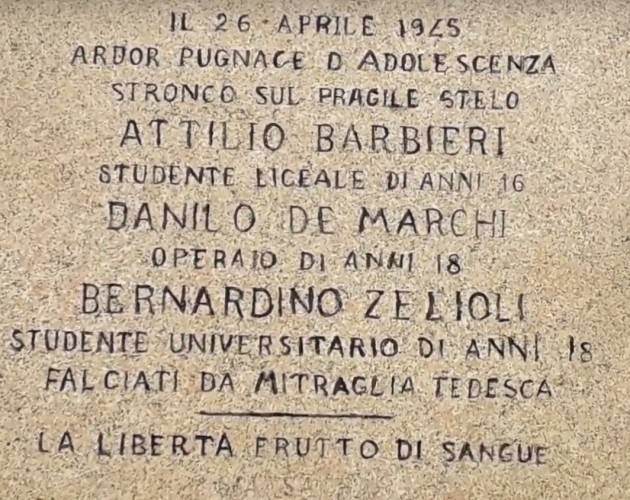 IL 26 APRILE 1945
ARDOR PUGNACE D ADOLESCENZA
STRONCO SUL FRAGILE STELO
ATTILIO BARBIERI
STUDENTE LICEALE DI ANNI 16
DANILO DE MARCHI
OPERAIO DI ANNI 18
BERNARDINO ZELIOLI
STUDENTE UNIVERSITARIO DI ANNI 18
FALCIATI DA MITRAGLIA TEDESCA
LA LIBERTÀ FRUTTO DI SANGUE